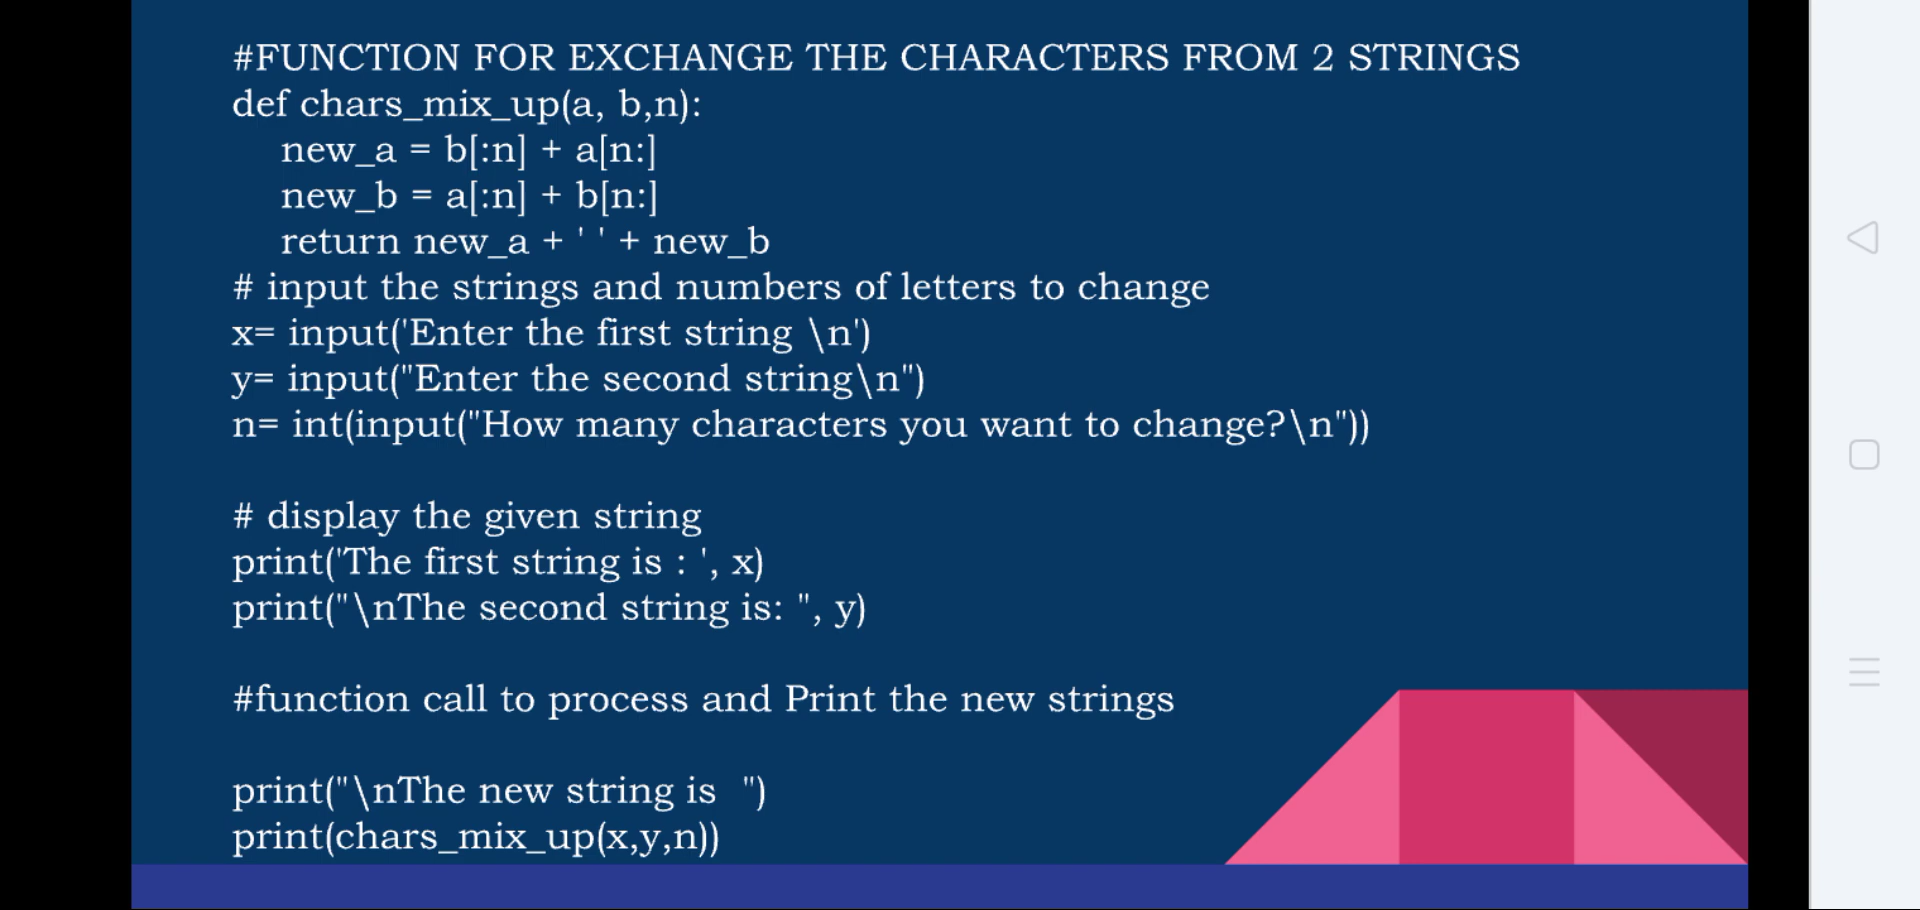 #FUNCTION FOR EXCHANGE THE CHARACTERS FROM 2 STRINGS
def chars_mix_up(a, b,n):
new_a = b[:n] + a[n:]
new_b = a[:n] + b[n:]
return new_a + ' ' + new_b
# input the strings and numbers of letters to change
x= input('Enter the first string \n')
y= input("Enter the second string\n")
n= int(input("How many characters you want to change?\n"))
# display the given string
print('The first string is : ', x)
print("\nThe second string is: ", y)
#function call to process and Print the new strings
print("\nThe new string is  ")
print(chars_mix_up(x,y,n))